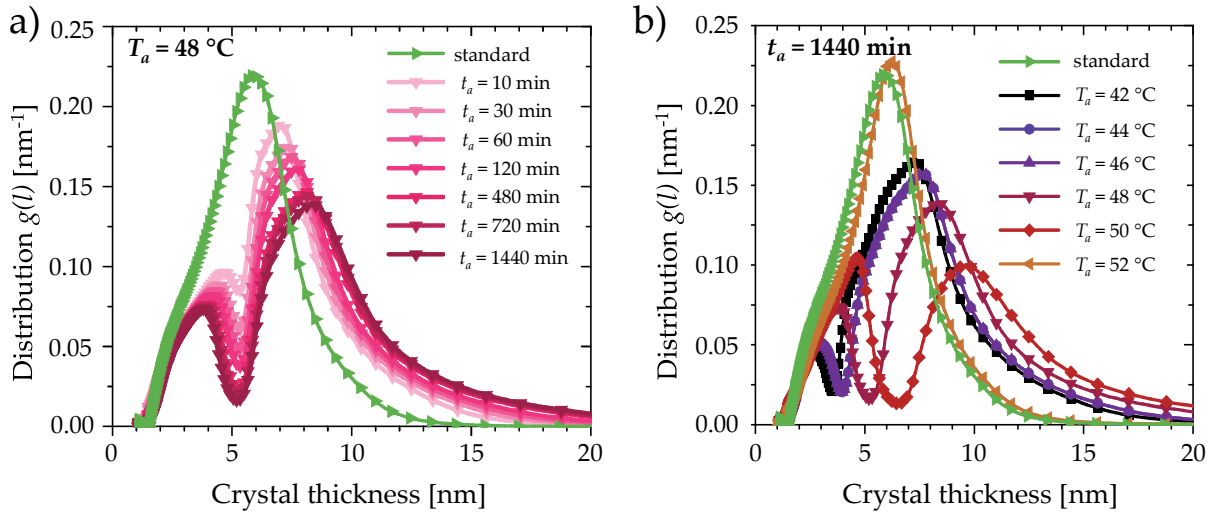 a)
T_a = 48 °C
standard
t_a = 10 min
t_a = 30 min
t_a = 60 min
t_a = 120 min
t_a = 480 min
t_a = 720 min
t_a = 1440 min
0.25
0.20
0.15
0.10
0.05
0.00
Distribution g(l) [nm⁻¹]
0 5 10 15 20
Crystal thickness [nm]
b)
t_a = 1440 min
standard
T_a = 42 °C
T_a = 44 °C
T_a = 46 °C
T_a = 48 °C
T_a = 50 °C
T_a = 52 °C
0.25
0.20
0.15
0.10
0.05
0.00
Distribution g(l) [nm⁻¹]
0 5 10 15 20
Crystal thickness [nm]